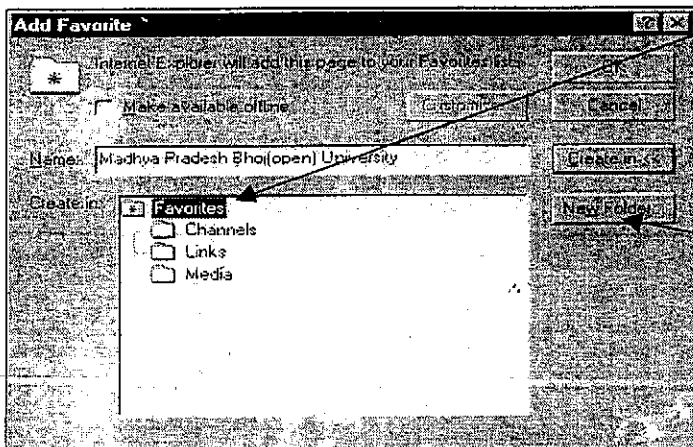 Add Favorite
Internet Explorer will add this page to your Favorites list
OK
Make available offline
Customize...
Cancel
Name: Madhya Pradesh Bhoj(open) University
Create in <<
Create in:
Favorites
New Folder...
Channels
Links
Media